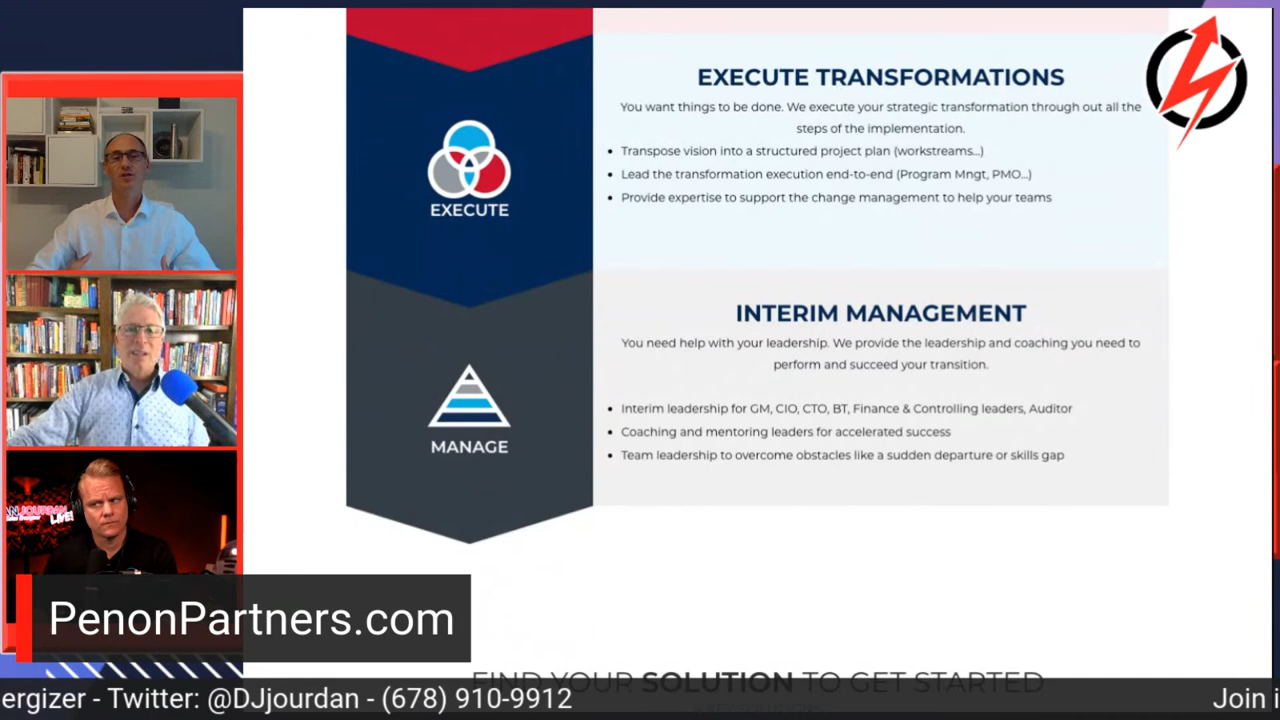 EXECUTE
EXECUTE TRANSFORMATIONS
You want things to be done. We execute your strategic transformation through out all the
steps of the implementation.
• Transpose vision into a structured project plan (workstreams...)
• Lead the transformation execution end-to-end (Program Mngt, PMO...)
• Provide expertise to support the change management to help your teams
MANAGE
INTERIM MANAGEMENT
You need help with your leadership. We provide the leadership and coaching you need to
perform and succeed your transition.
• Interim leadership for GM, CIO, CTO, BT, Finance & Controlling leaders, Auditor
• Coaching and mentoring leaders for accelerated success
• Team leadership to overcome obstacles like a sudden departure or skills gap
JOURDAN
LIVE!
PenonPartners.com
FIND YOUR SOLUTION TO GET STARTED
ergizer - Twitter: @DJjourdan - (678) 910-9912
Join i